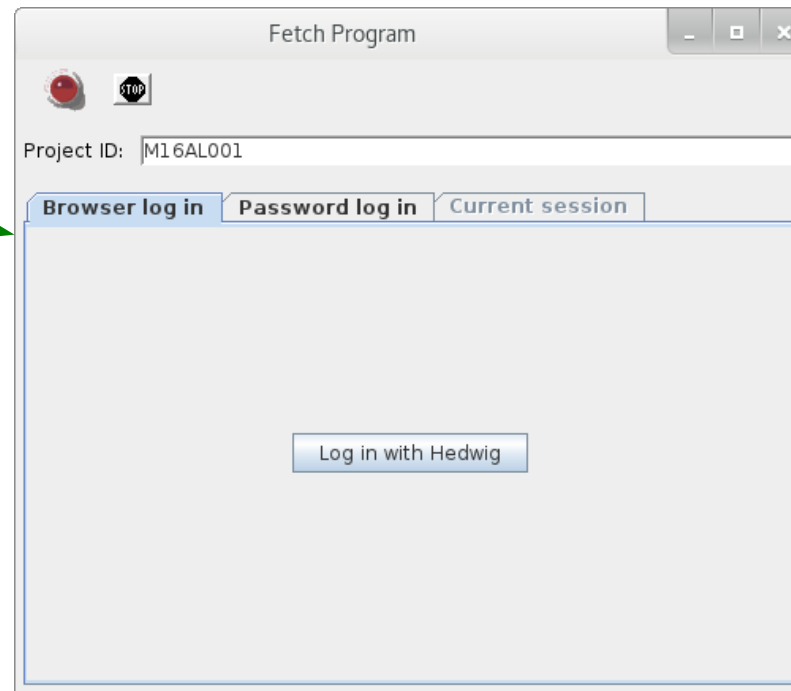 Fetch Program
STOP
Project ID: M16AL001
Browser log in Password log in Current session
Log in with Hedwig